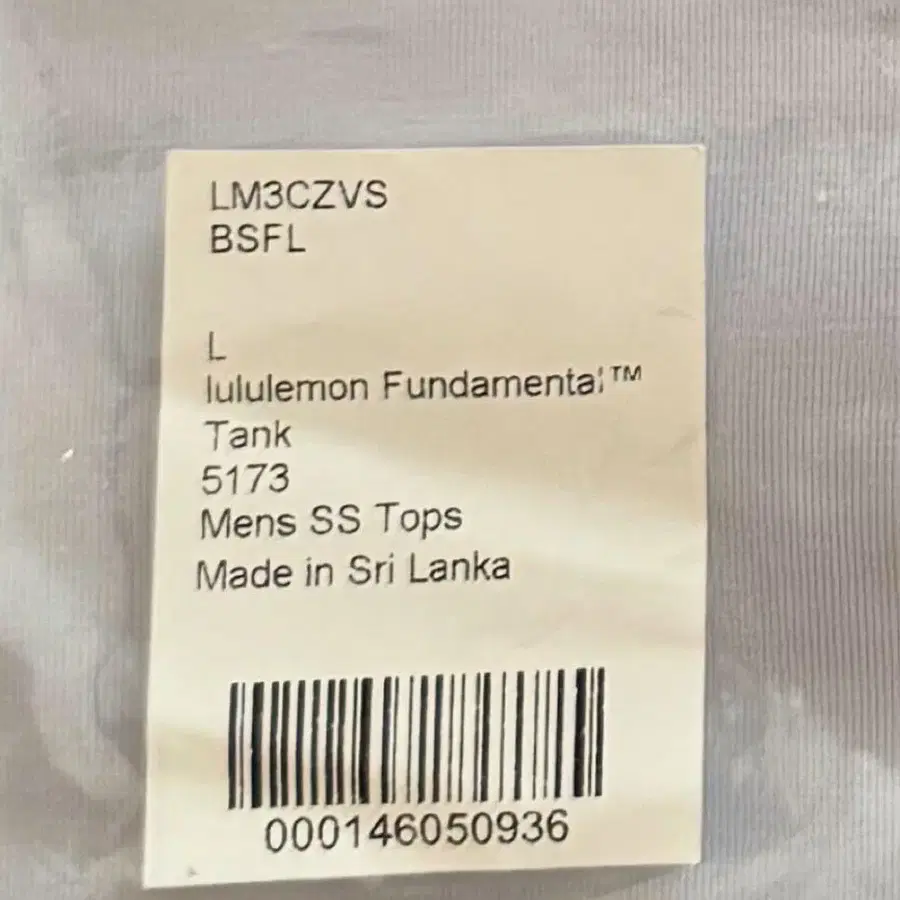 LM3CZVS
BSFL
L
lululemon Fundamental™
Tank
5173
Mens SS Tops
Made in Sri Lanka
000146050936